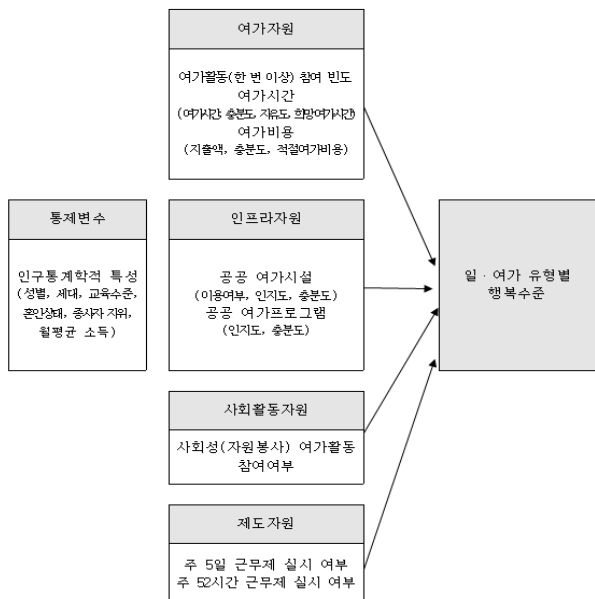 여가자원
여가활동(한 번 이상) 참여 빈도
여가시간
(여가시간, 충분도, 자유도, 희망여가시간)
여가비용
(지출액, 충분도, 적절여가비용)
통제변수
인구통계학적 특성
(성별, 세대, 교육수준,
혼인상태, 종사자 지위,
월평균 소득)
인프라자원
공공 여가시설
(이용여부, 인지도, 충분도)
공공 여가프로그램
(인지도, 충분도)
일·여가 유형별
행복수준
사회활동자원
사회성(자원봉사) 여가활동
참여여부
제도자원
주 5일 근무제 실시 여부
주 52시간 근무제 실시 여부